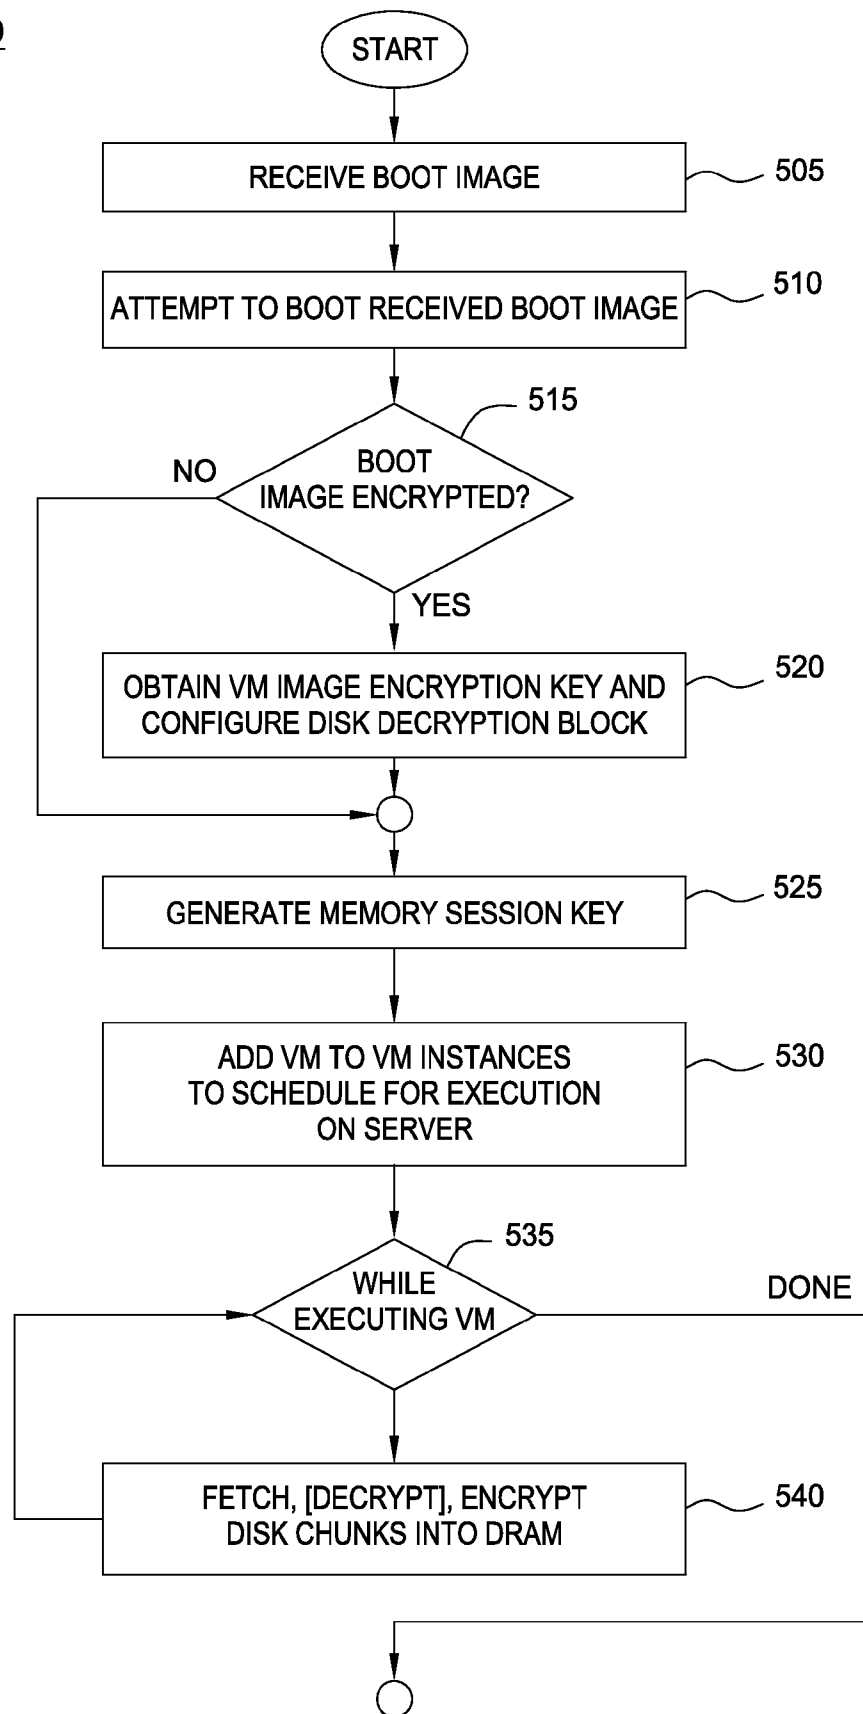 START
RECEIVE BOOT IMAGE
505
ATTEMPT TO BOOT RECEIVED BOOT IMAGE
510
515
BOOT
IMAGE ENCRYPTED?
NO
YES
OBTAIN VM IMAGE ENCRYPTION KEY AND
CONFIGURE DISK DECRYPTION BLOCK
520
GENERATE MEMORY SESSION KEY
525
ADD VM TO VM INSTANCES
TO SCHEDULE FOR EXECUTION
ON SERVER
530
535
WHILE
EXECUTING VM
DONE
FETCH, [DECRYPT], ENCRYPT
DISK CHUNKS INTO DRAM
540